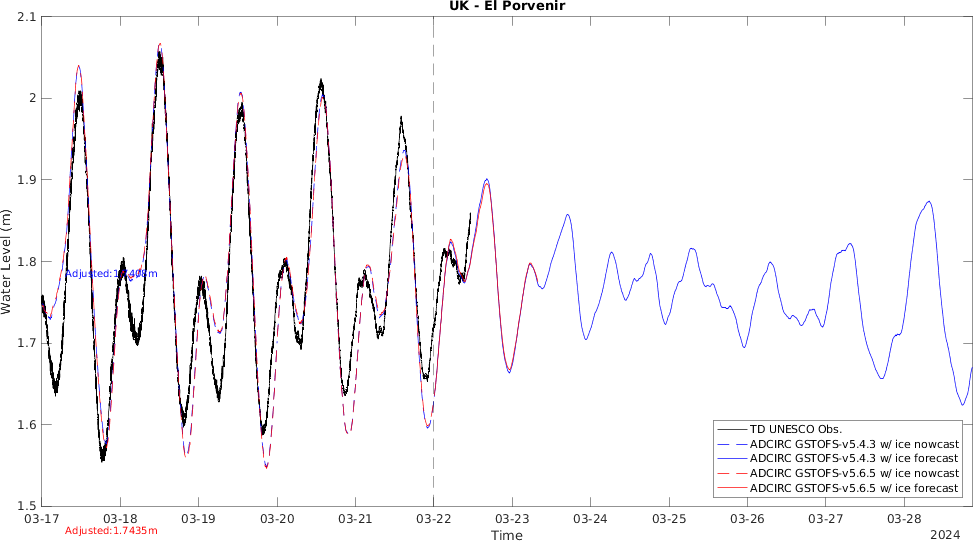 UK - El Porvenir
2.1
2
1.9
1.8
1.7
1.6
1.5
Water Level (m)
Adjusted:
Adjusted:1.7435m
03-17 03-18 03-19 03-20 03-21 03-22 03-23 03-24 03-25 03-26 03-27 03-28
Time
2024
TD UNESCO Obs.
ADCIRC GSTOFS-v5.4.3 w/ ice nowcast
ADCIRC GSTOFS-v5.4.3 w/ ice forecast
ADCIRC GSTOFS-v5.6.5 w/ ice nowcast
ADCIRC GSTOFS-v5.6.5 w/ ice forecast